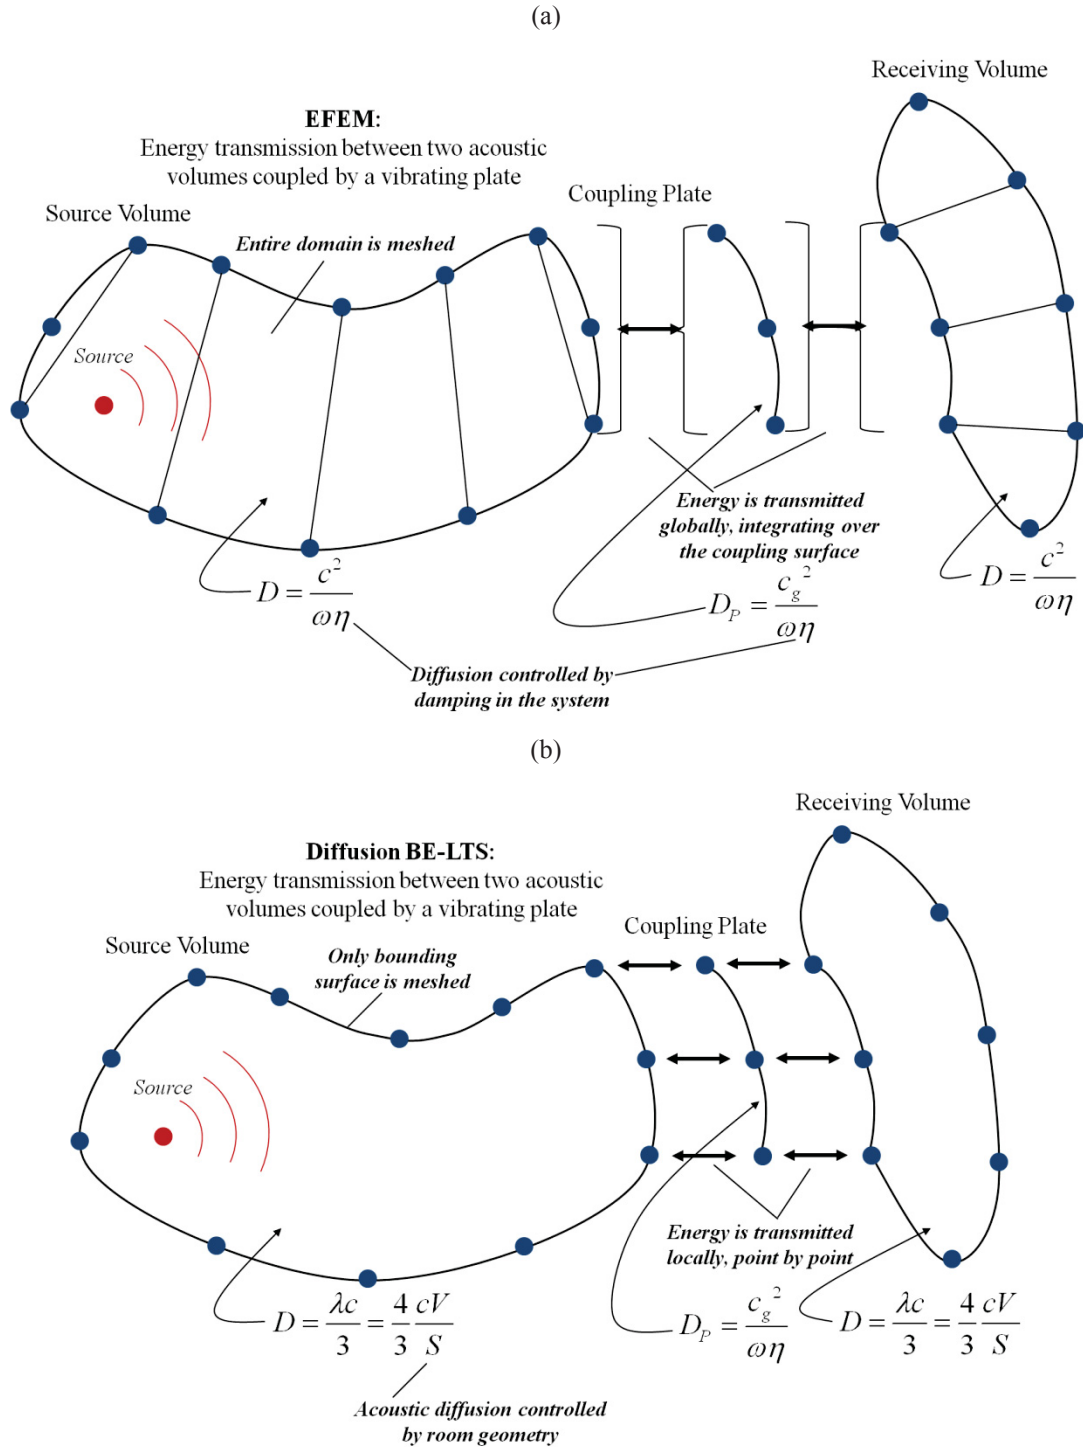 (a)
Receiving Volume
EFEM:
Energy transmission between two acoustic
volumes coupled by a vibrating plate
Coupling Plate
Source Volume
Entire domain is meshed
Source
Energy is transmitted
globally, integrating over
the coupling surface
D = c² / ωη
D_P = c_g² / ωη
D = c² / ωη
Diffusion controlled by
damping in the system
(b)
Receiving Volume
Diffusion BE-LTS:
Energy transmission between two acoustic
volumes coupled by a vibrating plate
Coupling Plate
Source Volume
Only bounding
surface is meshed
Source
Energy is transmitted
locally, point by point
D = λc / 3 = 4 / 3 cV / S
D_P = c_g² / ωη
D = λc / 3 = 4 / 3 cV / S
Acoustic diffusion controlled
by room geometry